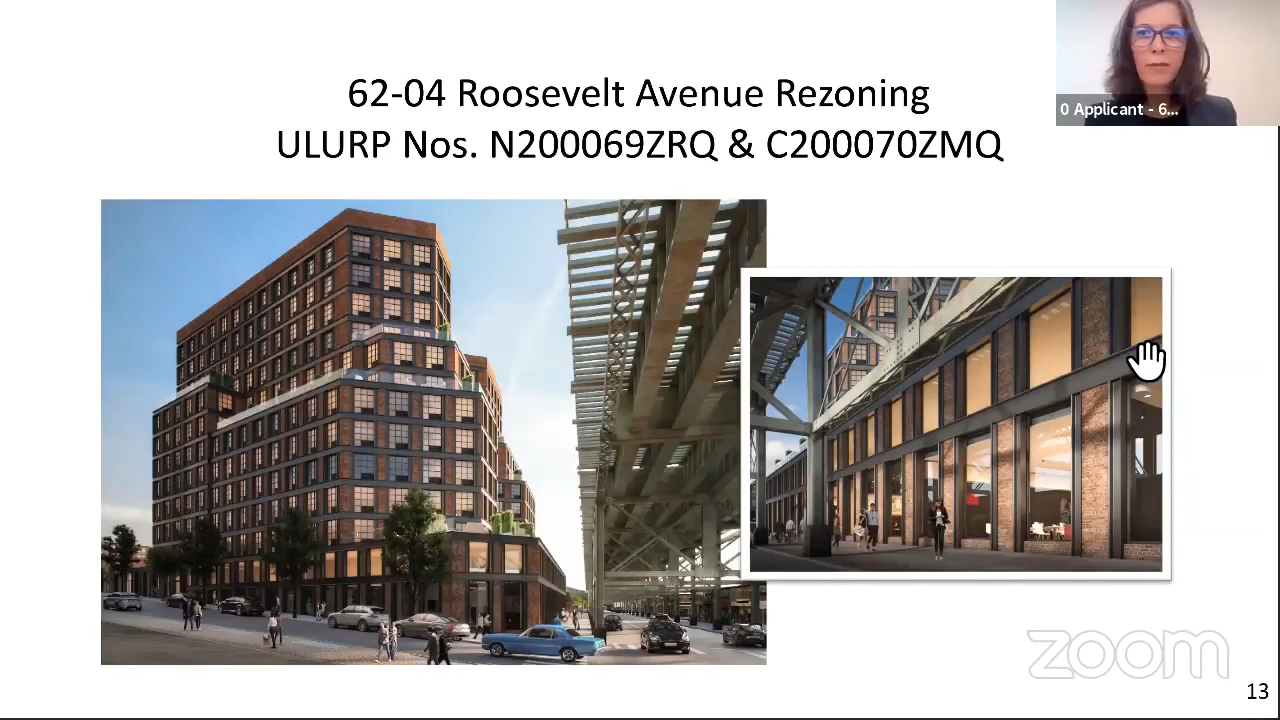 0 Applicant - 6...
62-04 Roosevelt Avenue Rezoning
ULURP Nos. N200069ZRQ & C200070ZMQ
zoom
13